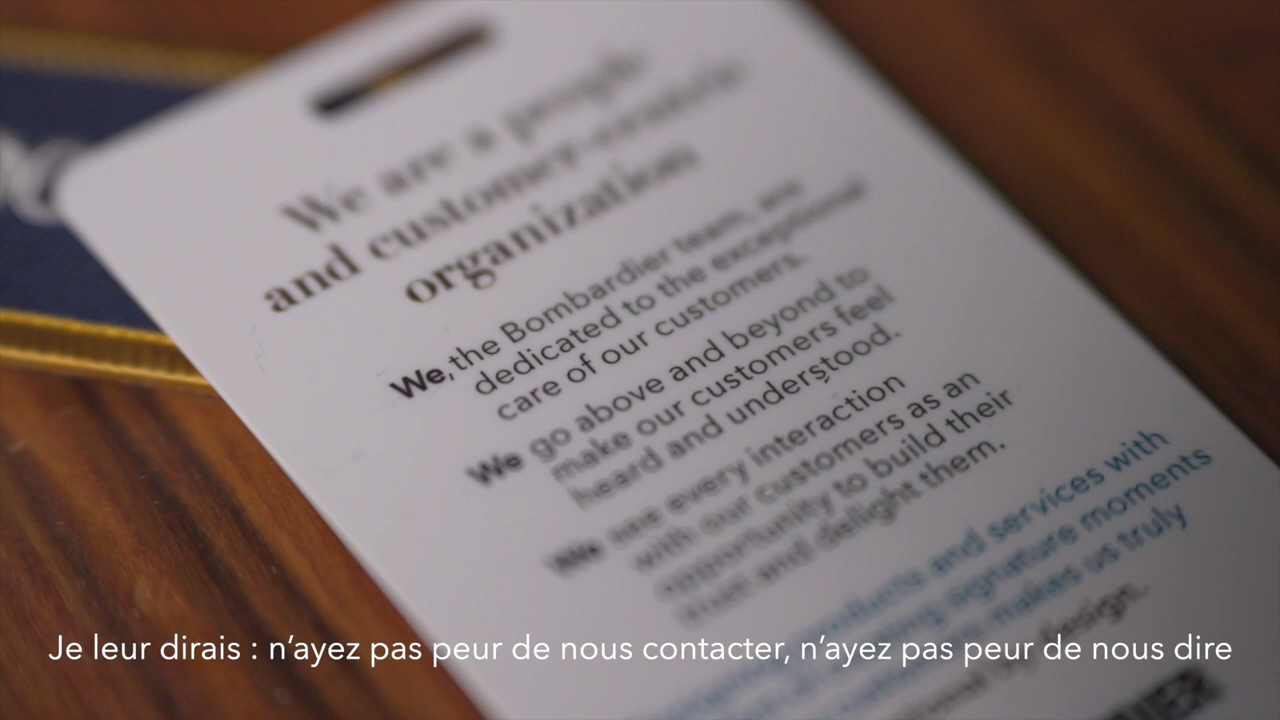 We are a people
and customer-centric
organization
We, the Bombardier team, are
dedicated to the exceptional
care of our customers.
We go above and beyond to
make our customers feel
heard and understood.
We see every interaction
with our customers as an
opportunity to build their
trust and delight them.
products and services with
signature moments
makes us truly
by design.
Je leur dirais : n’ayez pas peur de nous contacter, n’ayez pas peur de nous dire